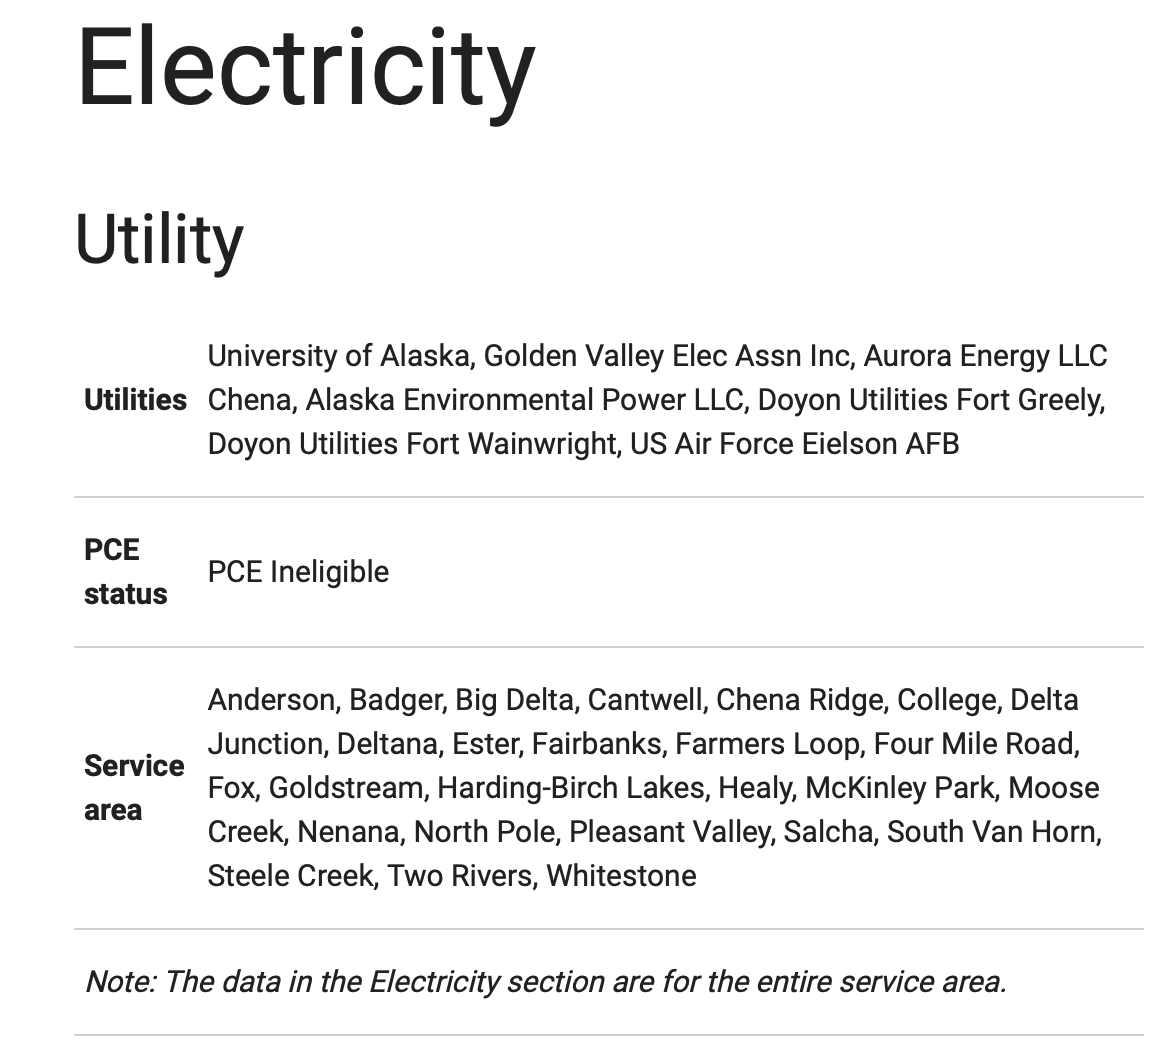 Electricity
Utility
Utilities
University of Alaska, Golden Valley Elec Assn Inc, Aurora Energy LLC
Chena, Alaska Environmental Power LLC, Doyon Utilities Fort Greely,
Doyon Utilities Fort Wainwright, US Air Force Eielson AFB
PCE
status
PCE Ineligible
Service
area
Anderson, Badger, Big Delta, Cantwell, Chena Ridge, College, Delta
Junction, Deltana, Ester, Fairbanks, Farmers Loop, Four Mile Road,
Fox, Goldstream, Harding-Birch Lakes, Healy, McKinley Park, Moose
Creek, Nenana, North Pole, Pleasant Valley, Salcha, South Van Horn,
Steele Creek, Two Rivers, Whitestone
Note: The data in the Electricity section are for the entire service area.